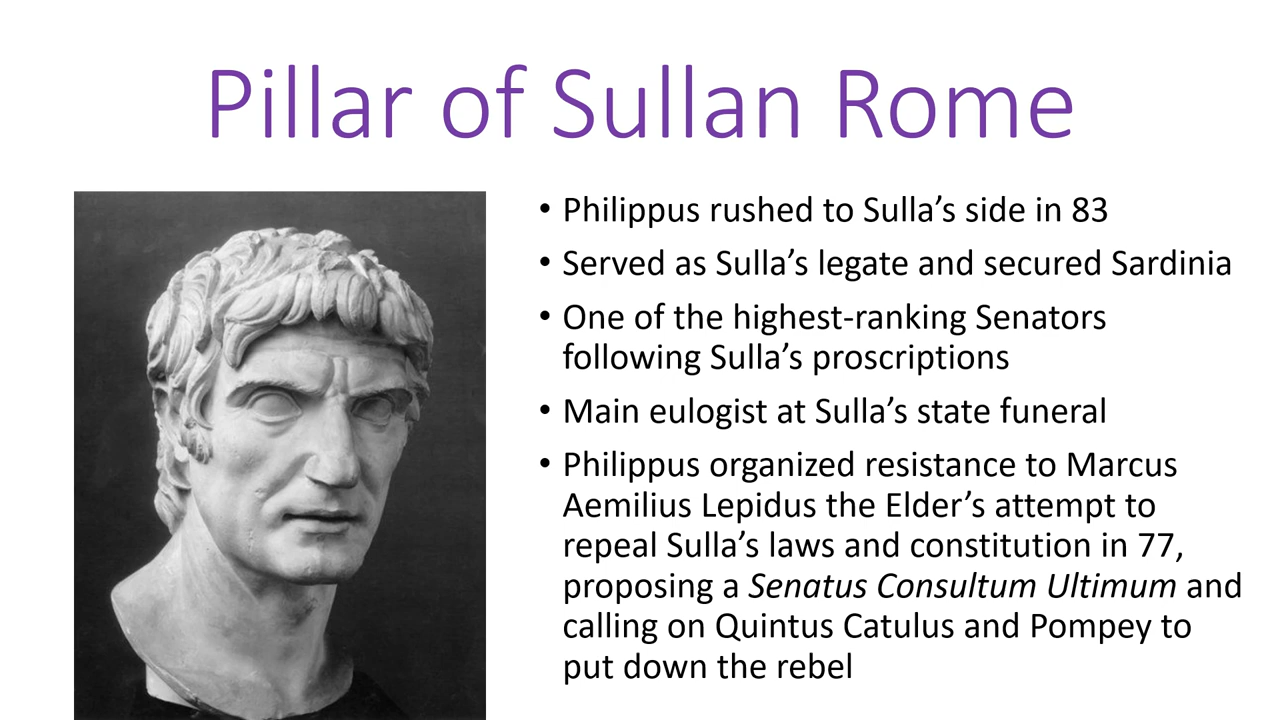 Pillar of Sullan Rome
• Philippus rushed to Sulla’s side in 83
• Served as Sulla’s legate and secured Sardinia
• One of the highest-ranking Senators
following Sulla’s proscriptions
• Main eulogist at Sulla’s state funeral
• Philippus organized resistance to Marcus
Aemilius Lepidus the Elder’s attempt to
repeal Sulla’s laws and constitution in 77,
proposing a Senatus Consultum Ultimum and
calling on Quintus Catulus and Pompey to
put down the rebel